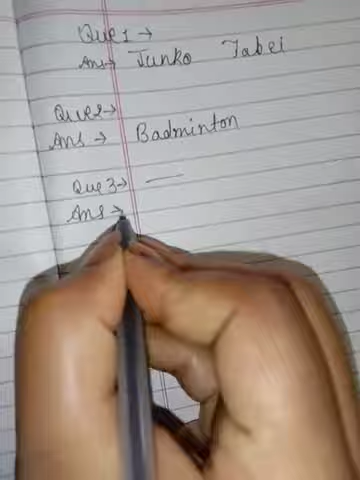 Que 1 →
Ans → Junko Tabei
Que 2 →
Ans → Badminton
Que 3 → —
Ans →